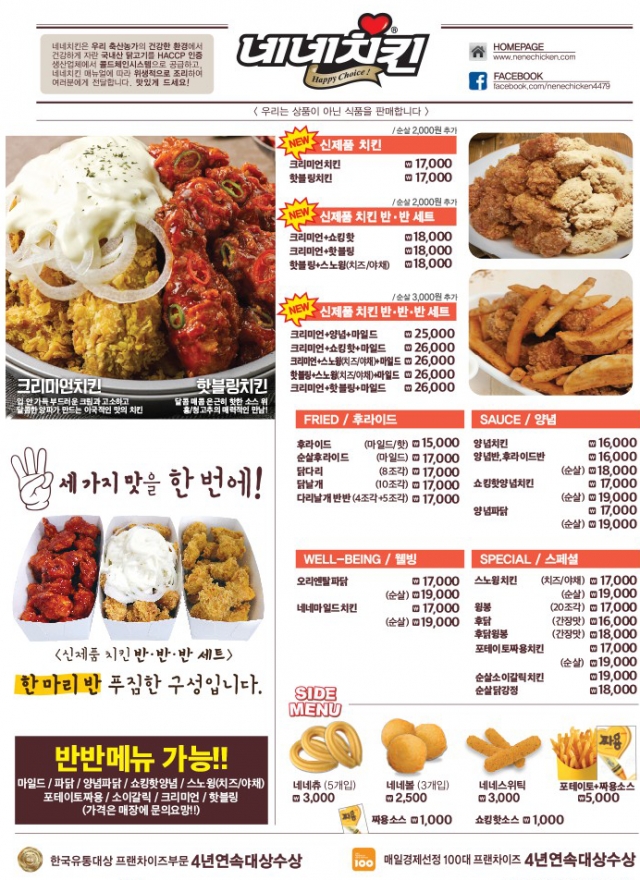 네네치킨은 우리 축산농가의 건강한 환경에서
건강하게 자란 국내산 닭고기를 HACCP 인증
생산업체에서 콜드체인시스템으로 공급하고,
네네치킨 매뉴얼에 따라 위생적으로 조리하여
여러분에게 전달합니다. 맛있게 드세요!
네네치킨®
Happy Choice!
HOMEPAGE
www.nenechicken.com
FACEBOOK
facebook.com/nenechicken4479
< 우리는 상품이 아닌 식품을 판매합니다 >
/ 순살 2,000원 추가
NEW 신제품 치킨
크리미언치킨 ₩17,000
핫블링치킨 ₩17,000
/ 순살 2,000원 추가
NEW 신제품 치킨 반·반 세트
크리미언+쇼킹핫 ₩18,000
크리미언+핫블링 ₩18,000
핫블링+스노윙(치즈/야채) ₩18,000
/ 순살 3,000원 추가
NEW 신제품 치킨 반·반·반 세트
크리미언+양념+마일드 ₩25,000
크리미언+쇼킹핫+마일드 ₩26,000
크리미언+스노윙(치즈/야채)+마일드 ₩26,000
핫블링+스노윙(치즈/야채)+마일드 ₩26,000
크리미언+핫블링+마일드 ₩26,000
크리미언치킨
입 안 가득 부드러운 크림과 고소하고
달콤한 양파가 만드는 이국적인 맛의 치킨
핫블링치킨
달콤 매콤 은근히 핫한 소스 위
홍/청고추의 매력적인 만남!
FRIED / 후라이드
후라이드 (마일드/핫) ₩15,000
순살후라이드 (마일드) ₩17,000
닭다리 (8조각) ₩17,000
닭날개 (10조각) ₩17,000
다리날개 반반 (4조각+5조각) ₩17,000
SAUCE / 양념
양념치킨 ₩16,000
양념반,후라이드반 ₩16,000
(순살) ₩18,000
쇼킹핫양념치킨 ₩17,000
(순살) ₩19,000
양념파닭 ₩17,000
(순살) ₩19,000
세 가지 맛을 한 번에!
<신제품 치킨 반·반·반 세트>
한 마리 반 푸짐한 구성입니다.
WELL-BEING / 웰빙
오리엔탈파닭 ₩17,000
(순살) ₩19,000
네네마일드치킨 ₩17,000
(순살) ₩19,000
SPECIAL / 스페셜
스노윙치킨 (치즈/야채) ₩17,000
(순살) ₩19,000
윙봉 (20조각) ₩17,000
후닭 (간장맛) ₩16,000
후닭윙봉 (간장맛) ₩18,000
포테이토짜용치킨 ₩17,000
(순살) ₩19,000
순살소이갈릭치킨 ₩19,000
순살닭강정 ₩18,000
반반메뉴 가능!!
마일드 / 파닭 / 양념파닭 / 쇼킹핫양념 / 스노윙(치즈/야채)
포테이토짜용 / 소이갈릭 / 크리미언 / 핫블링
(가격은 매장에 문의요망!!)
SIDE
MENU
짜용
네네츄 (5개입)
₩3,000
네네볼 (3개입)
₩2,500
네네스위틱
₩3,000
포테이토+짜용소스
₩5,000
짜용소스 ₩1,000
쇼킹핫소스 ₩1,000
한국유통대상 프랜차이즈부문 4년연속대상수상
100
매일경제선정 100대 프랜차이즈 4년연속대상수상